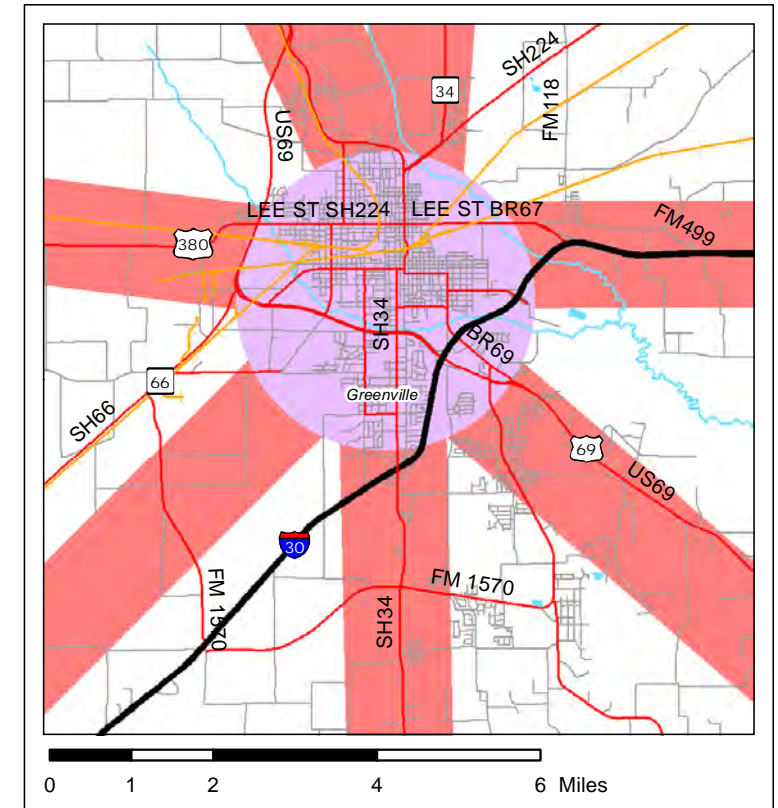 SH224
34
FM118
US69
LEE ST SH224
LEE ST BR67
FM499
380
SH34
BR69
66
Greenville
SH66
69
US69
30
FM 1570
FM 1570
SH34
0 1 2 4 6 Miles